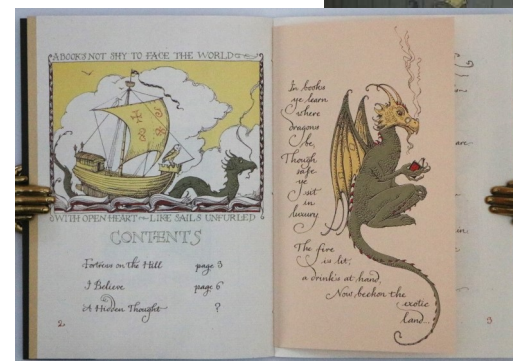 A BOOK'S NOT SHY TO FACE THE WORLD
WITH OPEN HEART LIKE SAILS UNFURLED
CONTENTS
Fortress on the Hill page 3
I Believe page 6
A Hidden Thought ?
2
In books
ye learn
where
dragons
be,
Though
safe
ye sit
in
luxury
The fire
is lit,
a drink's at hand,
Now beckon the
exotic
land...
are
9